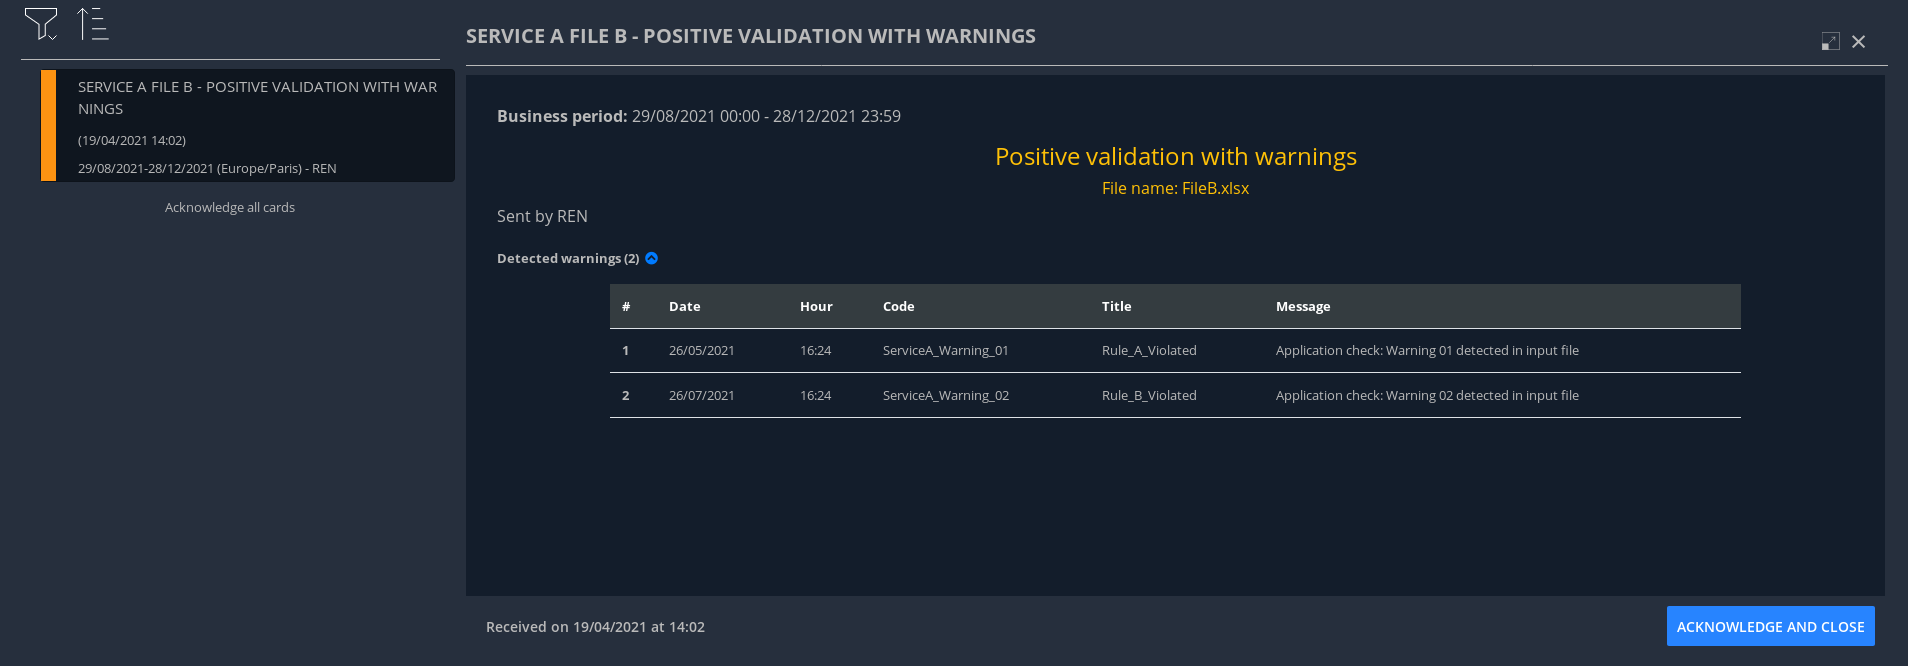 SERVICE A FILE B - POSITIVE VALIDATION WITH WAR
NINGS
(19/04/2021 14:02)
29/08/2021-28/12/2021 (Europe/Paris) - REN
Acknowledge all cards
SERVICE A FILE B - POSITIVE VALIDATION WITH WARNINGS
Business period: 29/08/2021 00:00 - 28/12/2021 23:59
Positive validation with warnings
File name: FileB.xlsx
Sent by REN
Detected warnings (2)
# Date Hour Code Title Message
1 26/05/2021 16:24 ServiceA_Warning_01 Rule_A_Violated Application check: Warning 01 detected in input file
2 26/07/2021 16:24 ServiceA_Warning_02 Rule_B_Violated Application check: Warning 02 detected in input file
Received on 19/04/2021 at 14:02
ACKNOWLEDGE AND CLOSE